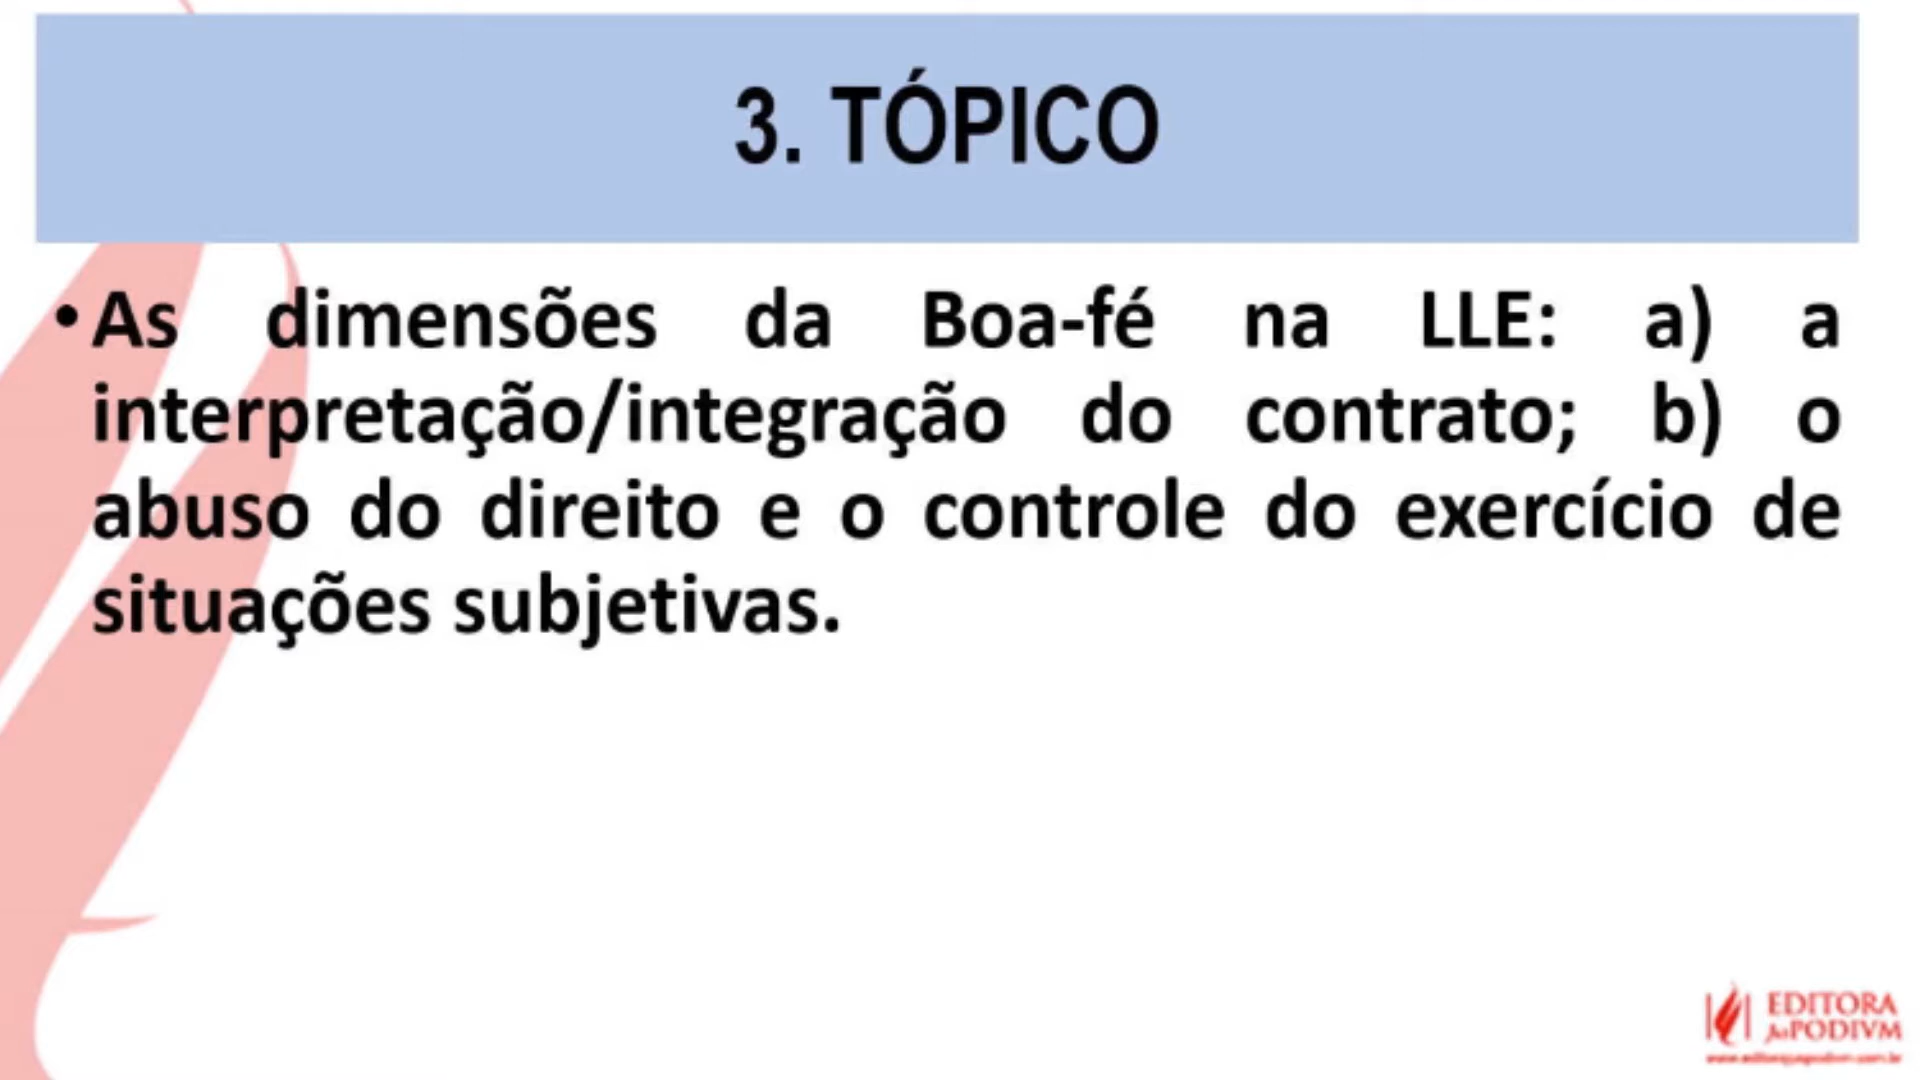 3. TÓPICO
• As dimensões da Boa-fé na LLE: a) a
interpretação/integração do contrato; b) o
abuso do direito e o controle do exercício de
situações subjetivas.
EDITORA
JusPODIVM